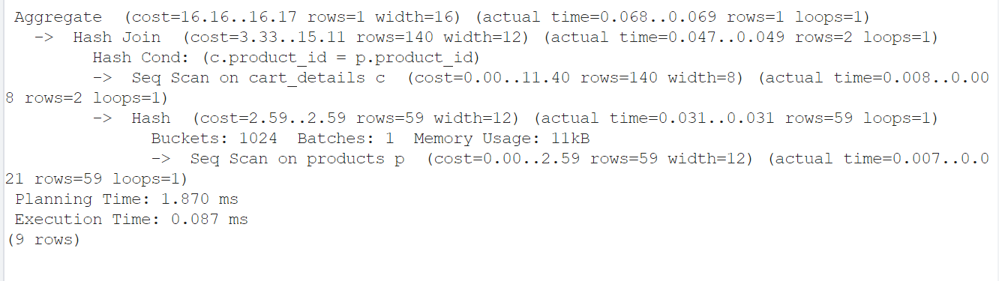 Aggregate  (cost=16.16..16.17 rows=1 width=16) (actual time=0.068..0.069 rows=1 loops=1)
  ->  Hash Join  (cost=3.33..15.11 rows=140 width=12) (actual time=0.047..0.049 rows=2 loops=1)
        Hash Cond: (c.product_id = p.product_id)
        ->  Seq Scan on cart_details c  (cost=0.00..11.40 rows=140 width=8) (actual time=0.008..0.00
8 rows=2 loops=1)
        ->  Hash  (cost=2.59..2.59 rows=59 width=12) (actual time=0.031..0.031 rows=59 loops=1)
              Buckets: 1024  Batches: 1  Memory Usage: 11kB
              ->  Seq Scan on products p  (cost=0.00..2.59 rows=59 width=12) (actual time=0.007..0.0
21 rows=59 loops=1)
Planning Time: 1.870 ms
Execution Time: 0.087 ms
(9 rows)